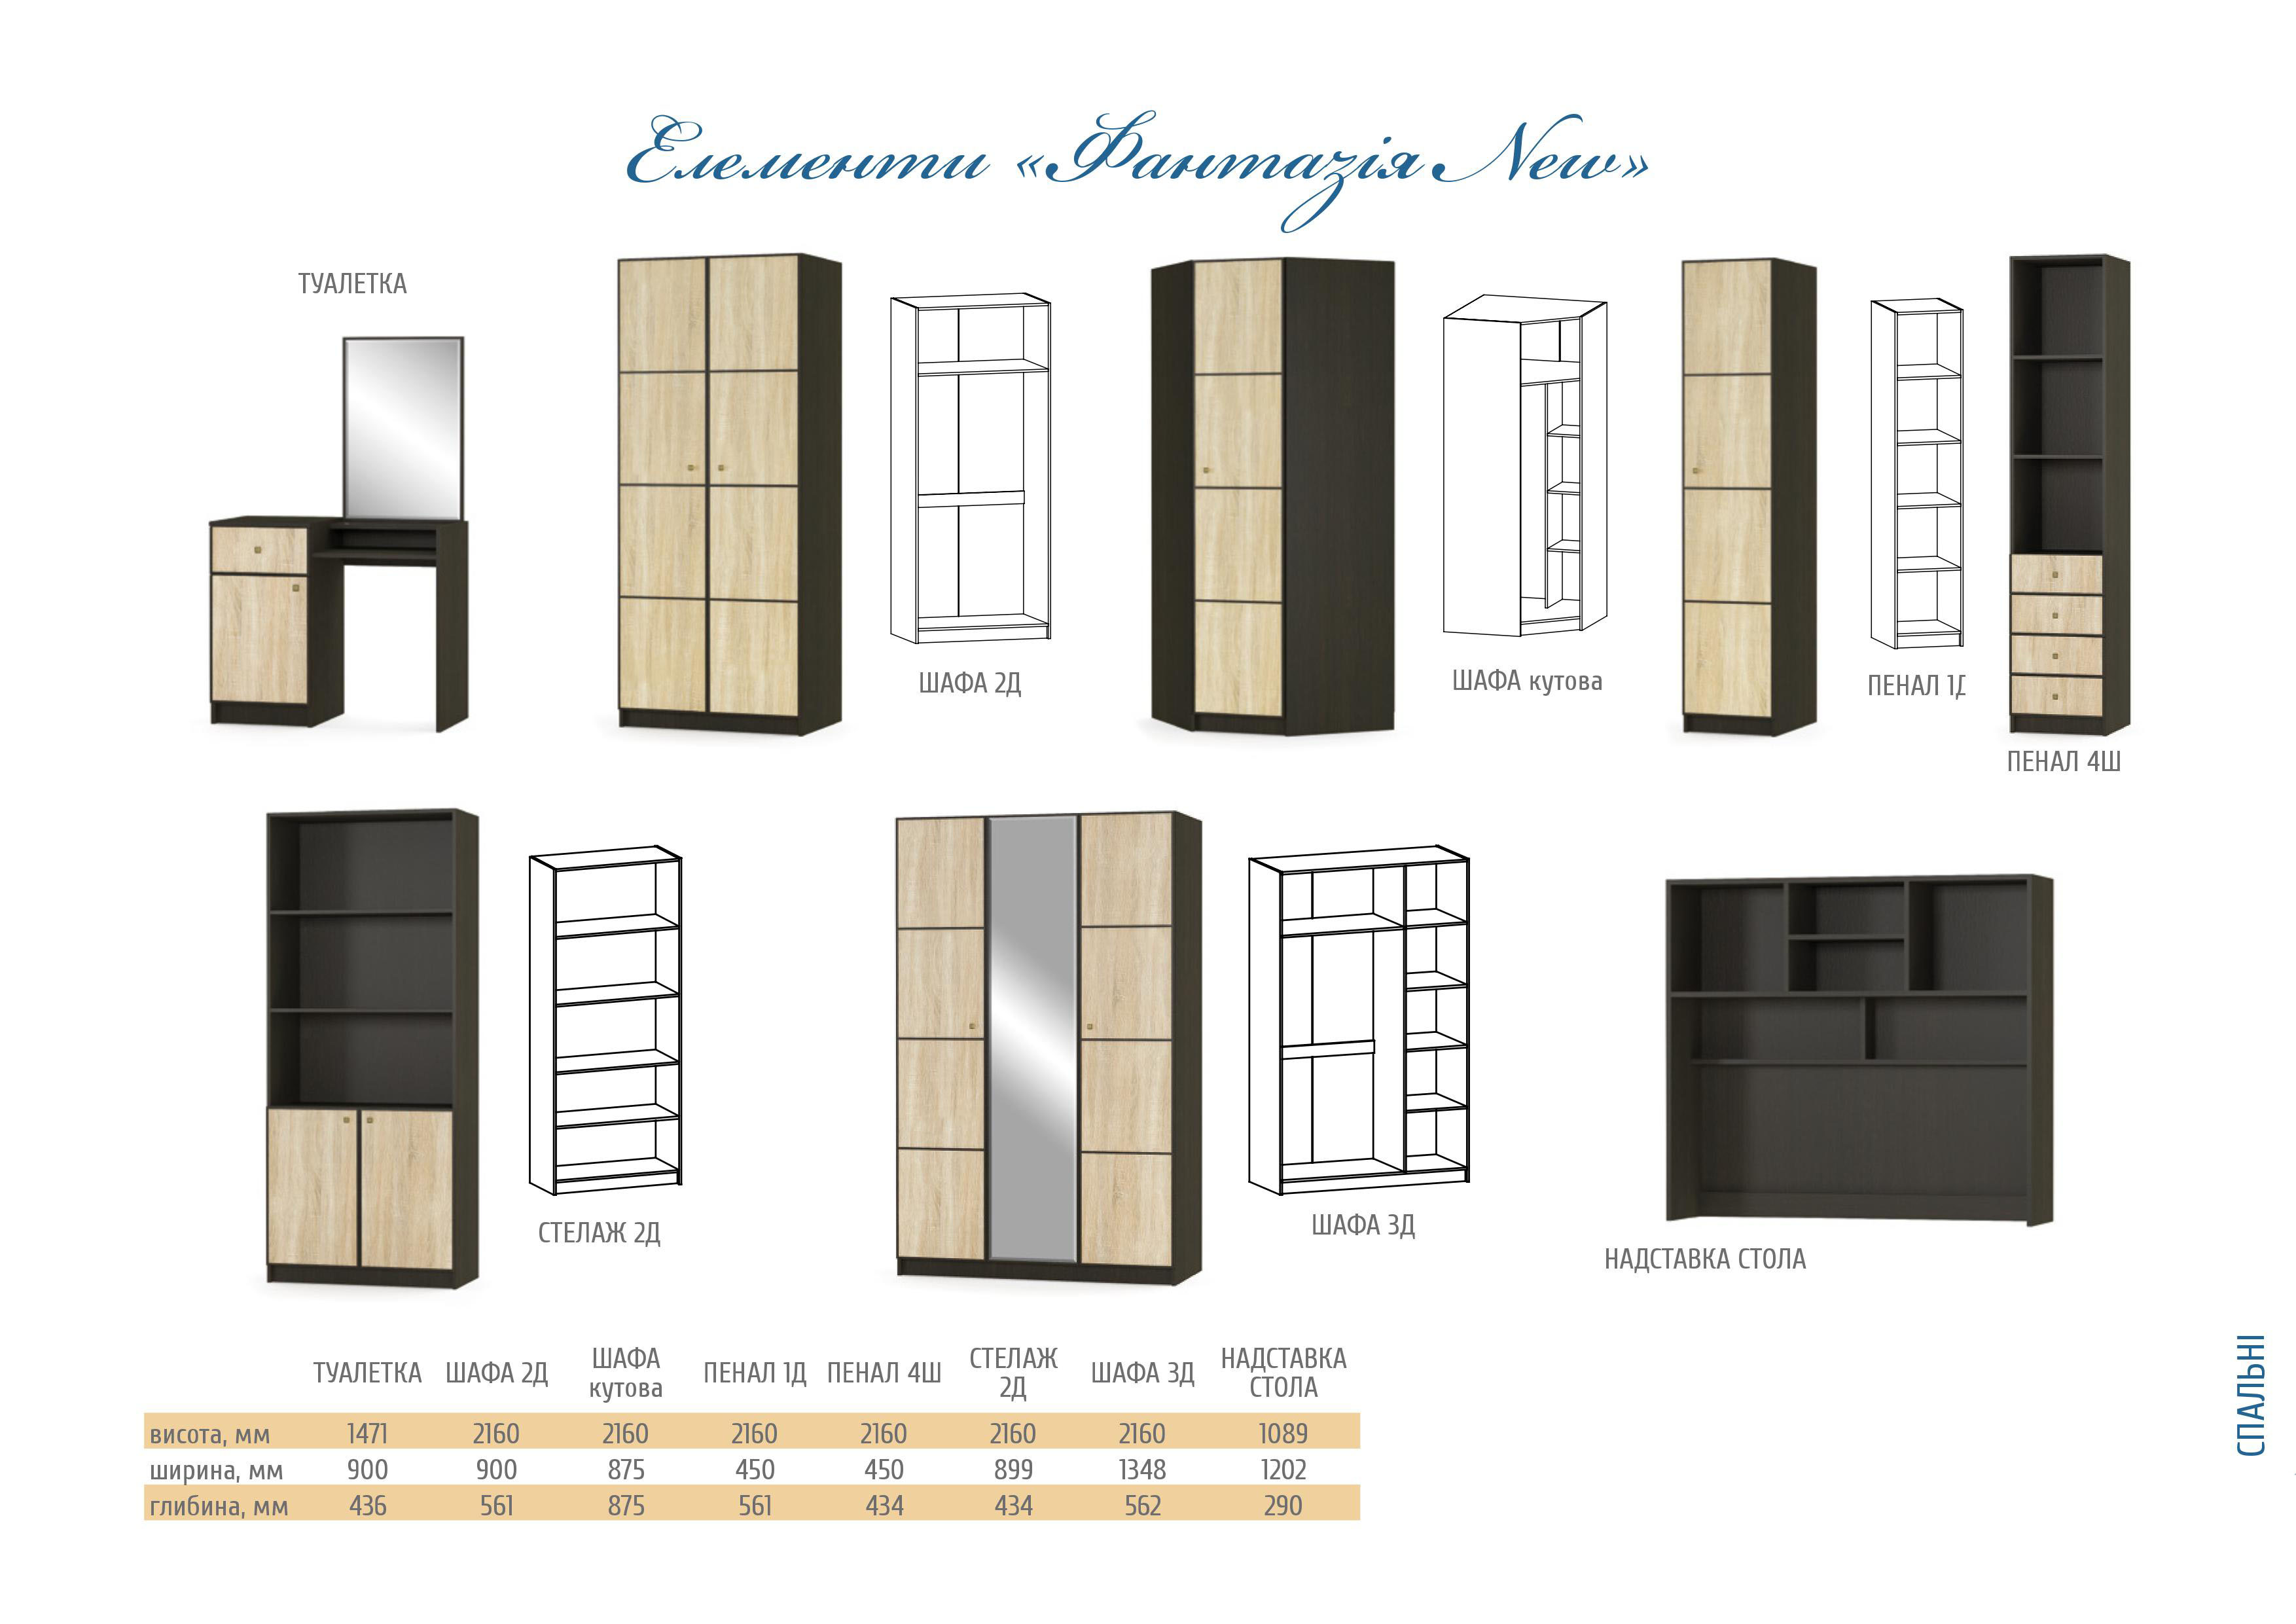 Елементи «Фантазія New»
ТУАЛЕТКА
ШАФА 2Д
ШАФА кутова
ПЕНАЛ 1Д
ПЕНАЛ 4Ш
СТЕЛАЖ 2Д
ШАФА 3Д
НАДСТАВКА СТОЛА
ТУАЛЕТКА ШАФА 2Д ШАФА кутова ПЕНАЛ 1Д ПЕНАЛ 4Ш СТЕЛАЖ 2Д ШАФА 3Д НАДСТАВКА СТОЛА
висота, мм 1471 2160 2160 2160 2160 2160 2160 1089
ширина, мм 900 900 875 450 450 899 1348 1202
глибина, мм 436 561 875 561 434 434 562 290
СПАЛЬНІ